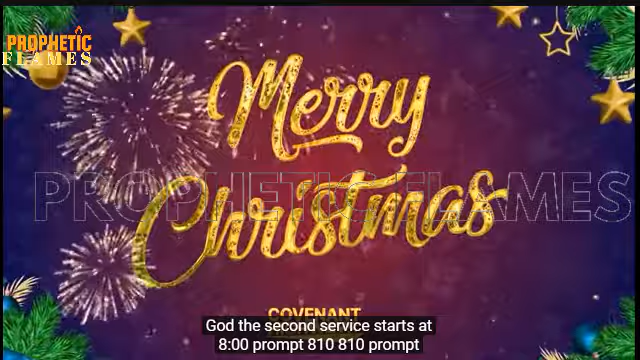 PROPHETIC
FLAMES
Merry
PROPHETIC FLAMES
Christmas
COVENANT
God the second service starts at
8:00 prompt 810 810 prompt